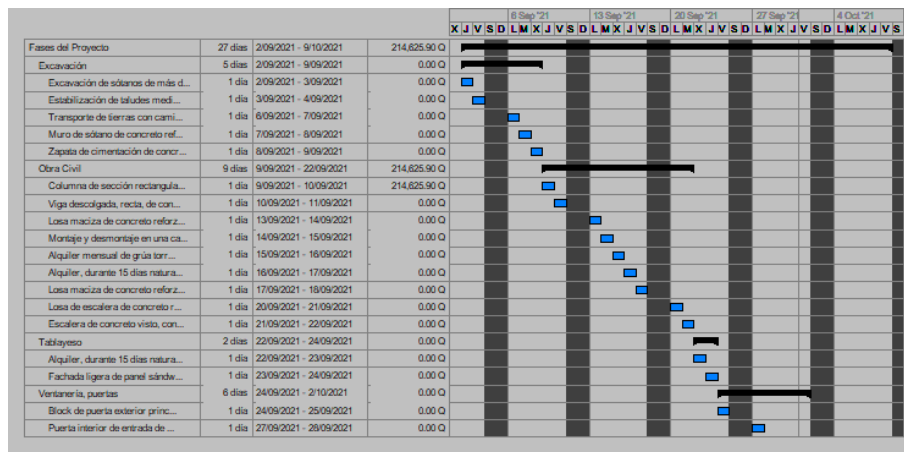 6 Sep '21 13 Sep '21 20 Sep '21 27 Sep '21 4 Oct '21
X J V S D L M X J V S D L M X J V S D L M X J V S D L M X J V S D L M X J V S
Fases del Proyecto 27 días 2/09/2021 - 9/10/2021 214,625.90 Q
Excavación 5 días 2/09/2021 - 9/09/2021 0.00 Q
Excavación de sótanos de más d... 1 día 2/09/2021 - 3/09/2021 0.00 Q
Estabilización de taludes medi... 1 día 3/09/2021 - 4/09/2021 0.00 Q
Transporte de tierras con cami... 1 día 6/09/2021 - 7/09/2021 0.00 Q
Muro de sótano de concreto ref... 1 día 7/09/2021 - 8/09/2021 0.00 Q
Zapata de cimentación de concr... 1 día 8/09/2021 - 9/09/2021 0.00 Q
Obra Civil 9 días 9/09/2021 - 22/09/2021 214,625.90 Q
Columna de sección rectangula... 1 día 9/09/2021 - 10/09/2021 214,625.90 Q
Viga descolgada, recta, de con... 1 día 10/09/2021 - 11/09/2021 0.00 Q
Losa maciza de concreto reforz... 1 día 13/09/2021 - 14/09/2021 0.00 Q
Montaje y desmontaje en una ca... 1 día 14/09/2021 - 15/09/2021 0.00 Q
Alquiler mensual de grúa torr... 1 día 15/09/2021 - 16/09/2021 0.00 Q
Alquiler, durante 15 días natura... 1 día 16/09/2021 - 17/09/2021 0.00 Q
Losa maciza de concreto reforz... 1 día 17/09/2021 - 18/09/2021 0.00 Q
Losa de escalera de concreto r... 1 día 20/09/2021 - 21/09/2021 0.00 Q
Escalera de concreto visto, con... 1 día 21/09/2021 - 22/09/2021 0.00 Q
Tablayeso 2 días 22/09/2021 - 24/09/2021 0.00 Q
Alquiler, durante 15 días natura... 1 día 22/09/2021 - 23/09/2021 0.00 Q
Fachada ligera de panel sándw... 1 día 23/09/2021 - 24/09/2021 0.00 Q
Ventanería, puertas 6 días 24/09/2021 - 2/10/2021 0.00 Q
Block de puerta exterior princ... 1 día 24/09/2021 - 25/09/2021 0.00 Q
Puerta interior de entrada de ... 1 día 27/09/2021 - 28/09/2021 0.00 Q